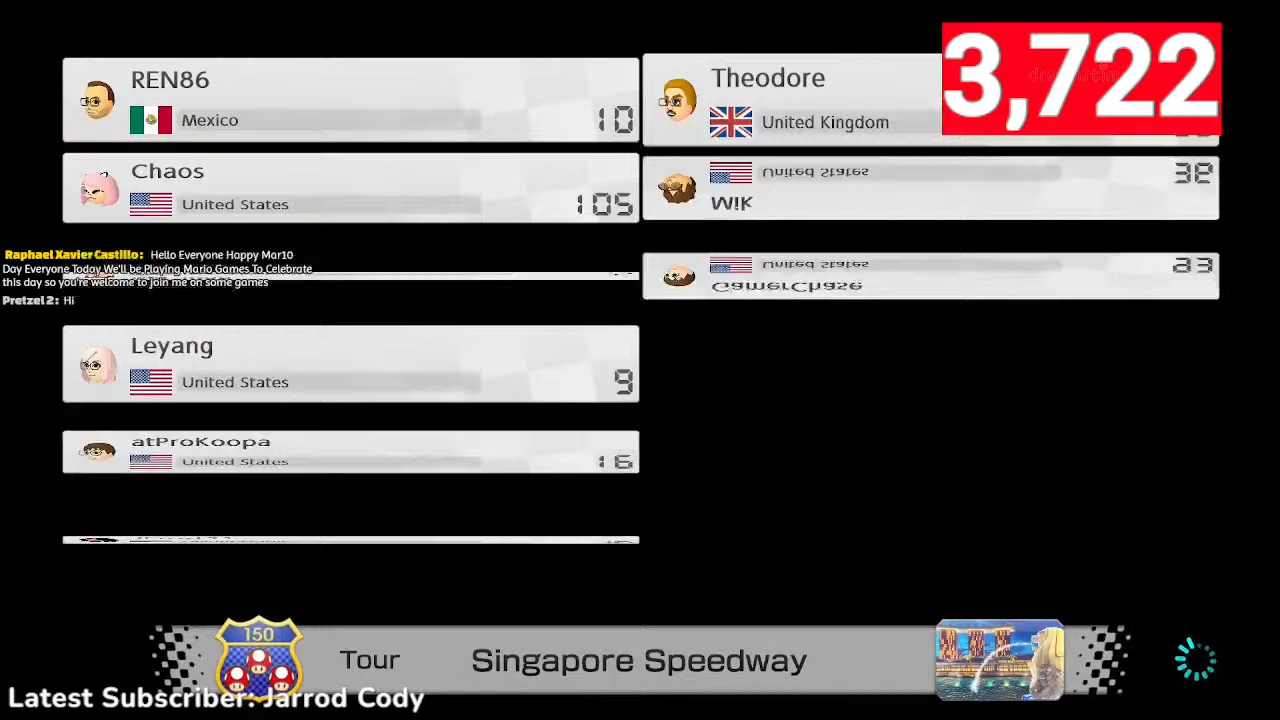 REN86
Mexico
10
Chaos
United States
105
Raphael Xavier Castillo: Hello Everyone Happy Mar10
Day Everyone Today We'll be Playing Mario Games To Celebrate
this day so you're welcome to join me on some games
Pretzel 2: Hi
Leyang
United States
9
atProKoopa
United States
16
Theodore
United Kingdom
3,722
United States
WiK
United States
83
GamerChase
150
Tour
Singapore Speedway
Latest Subscriber: Jarrod Cody